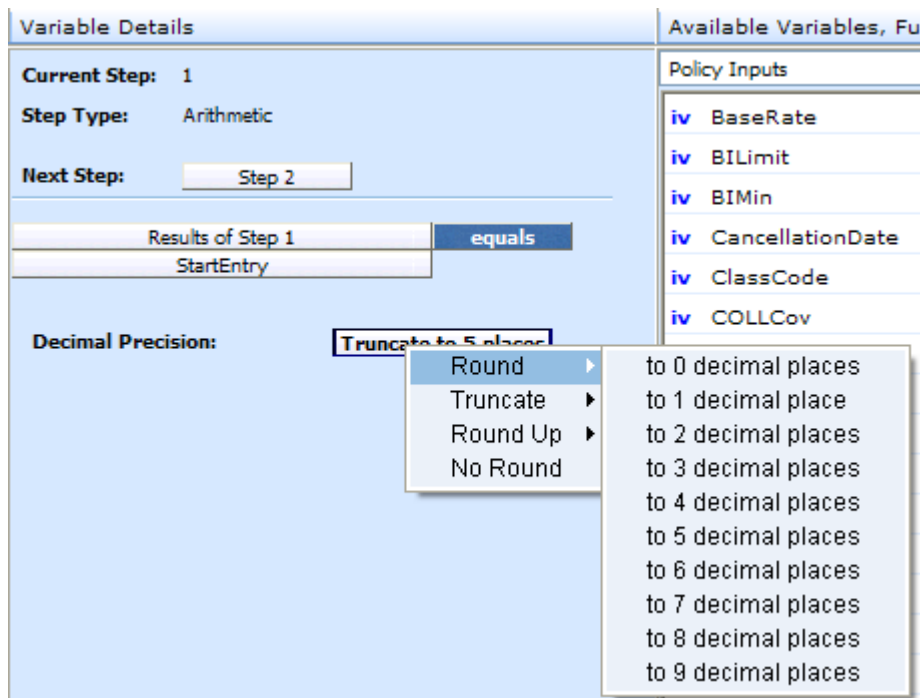 Variable Details
Current Step: 1
Step Type: Arithmetic
Next Step: Step 2
Results of Step 1 equals
StartEntry
Decimal Precision: Truncate to 5 places
Round
Truncate
Round Up
No Round
to 0 decimal places
to 1 decimal place
to 2 decimal places
to 3 decimal places
to 4 decimal places
to 5 decimal places
to 6 decimal places
to 7 decimal places
to 8 decimal places
to 9 decimal places
Available Variables, Fu
Policy Inputs
iv BaseRate
iv BILimit
iv BIMin
iv CancellationDate
iv ClassCode
iv COLLCov